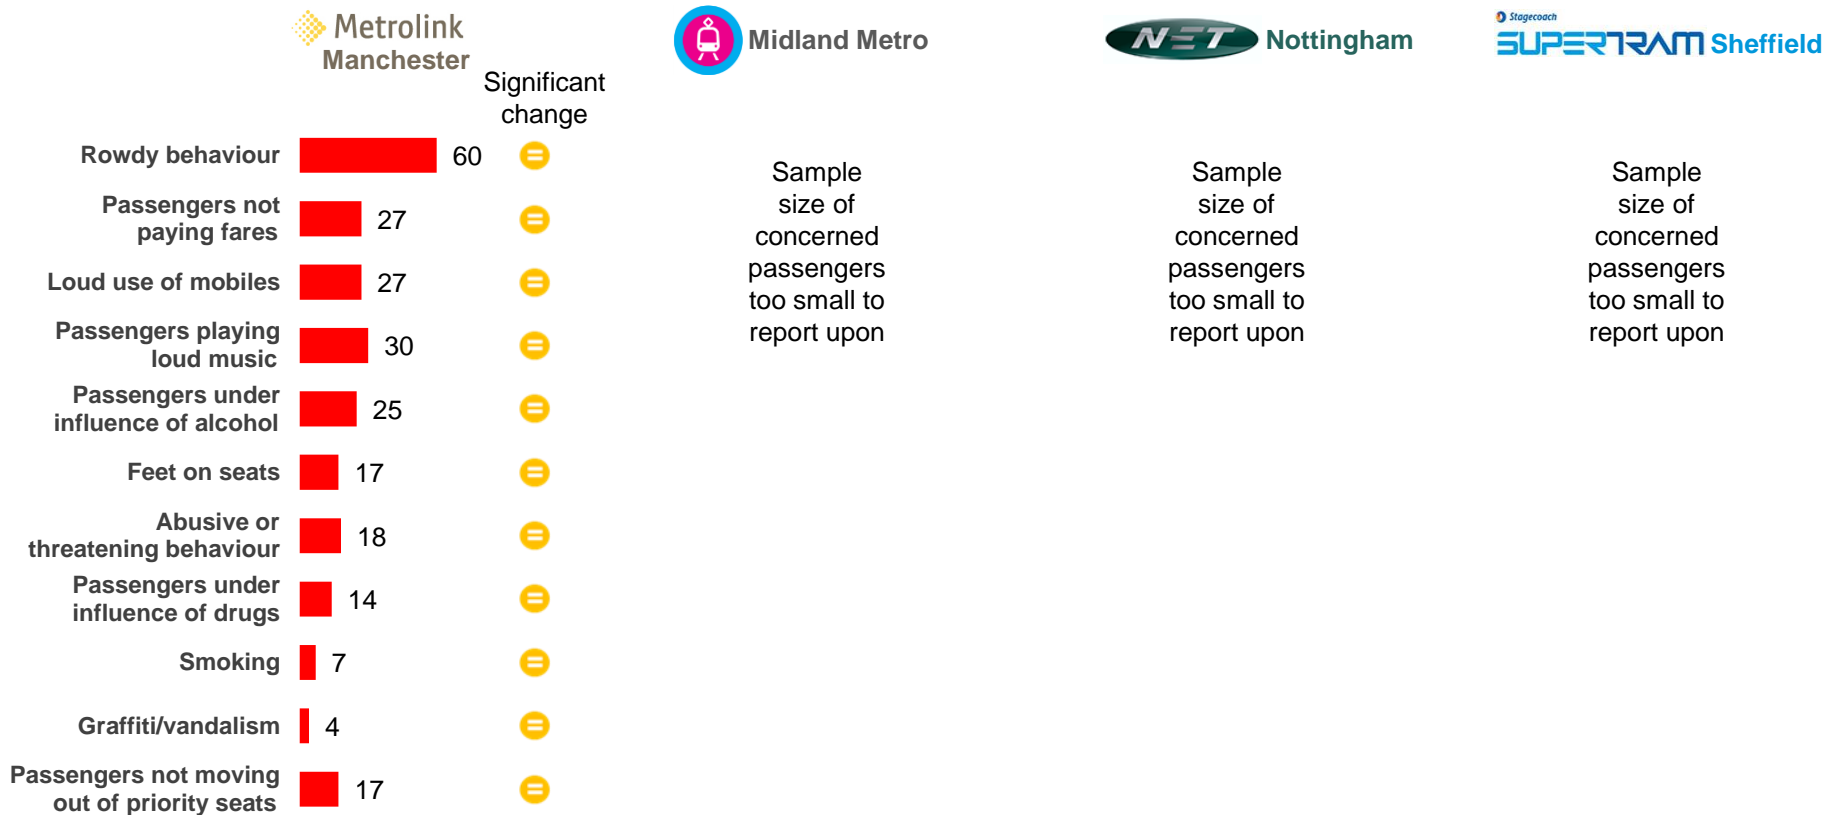 Metrolink
Manchester
Midland Metro
NET Nottingham
Stagecoach
SUPERTRAM Sheffield
Significant
change
Rowdy behaviour 60
Passengers not
paying fares 27
Loud use of mobiles 27
Passengers playing
loud music 30
Passengers under
influence of alcohol 25
Feet on seats 17
Abusive or
threatening behaviour 18
Passengers under
influence of drugs 14
Smoking 7
Graffiti/vandalism 4
Passengers not moving
out of priority seats 17
Sample
size of
concerned
passengers
too small to
report upon
Sample
size of
concerned
passengers
too small to
report upon
Sample
size of
concerned
passengers
too small to
report upon